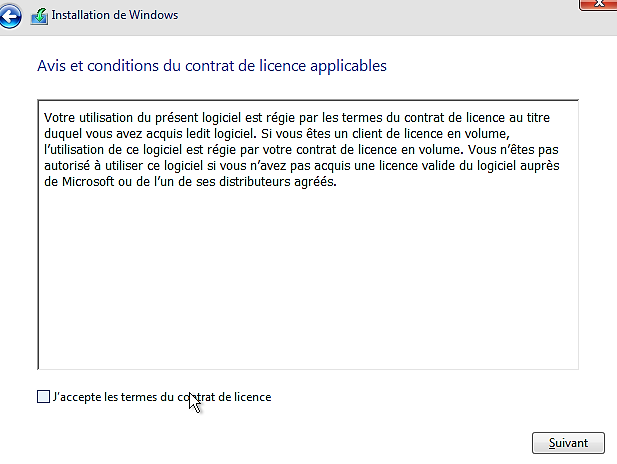 Installation de Windows
Avis et conditions du contrat de licence applicables
Votre utilisation du présent logiciel est régie par les termes du contrat de licence au titre
duquel vous avez acquis ledit logiciel. Si vous êtes un client de licence en volume,
l'utilisation de ce logiciel est régie par votre contrat de licence en volume. Vous n'êtes pas
autorisé à utiliser ce logiciel si vous n'avez pas acquis une licence valide du logiciel auprès
de Microsoft ou de l'un de ses distributeurs agréés.
J'accepte les termes du contrat de licence
Suivant